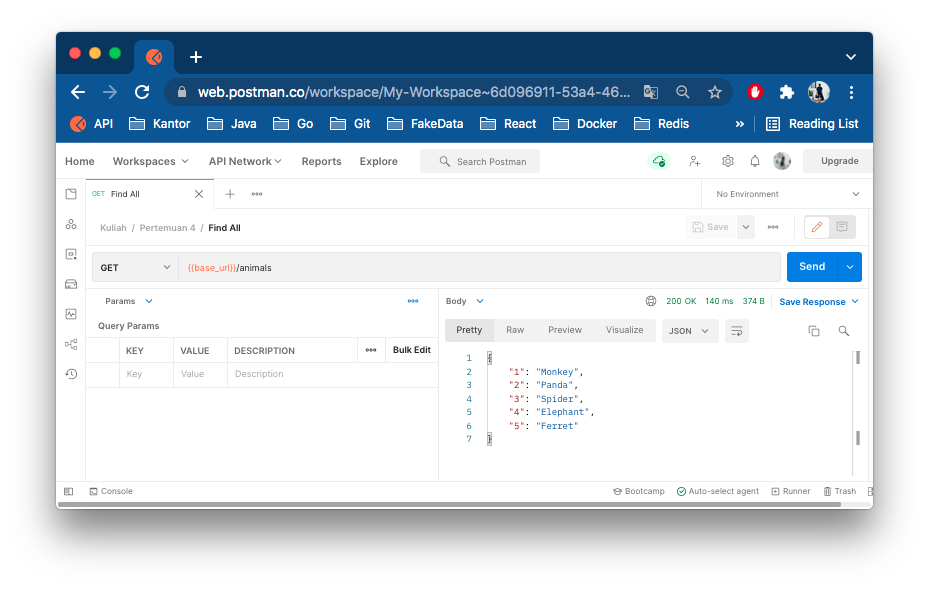 web.postman.co/workspace/My-Workspace~6d096911-53a4-46...
API Kantor Java Go Git FakeData React Docker Redis » Reading List
Home Workspaces API Network Reports Explore Search Postman Upgrade
GET Find All No Environment
Kuliah / Pertemuan 4 / Find All Save
GET {{base_url}}/animals Send
Params Body 200 OK 140 ms 374 B Save Response
Query Params Pretty Raw Preview Visualize JSON
KEY VALUE DESCRIPTION Bulk Edit
Key Value Description
1 {
2 "1": "Monkey",
3 "2": "Panda",
4 "3": "Spider",
5 "4": "Elephant",
6 "5": "Ferret"
7 }
Console Bootcamp Auto-select agent Runner Trash